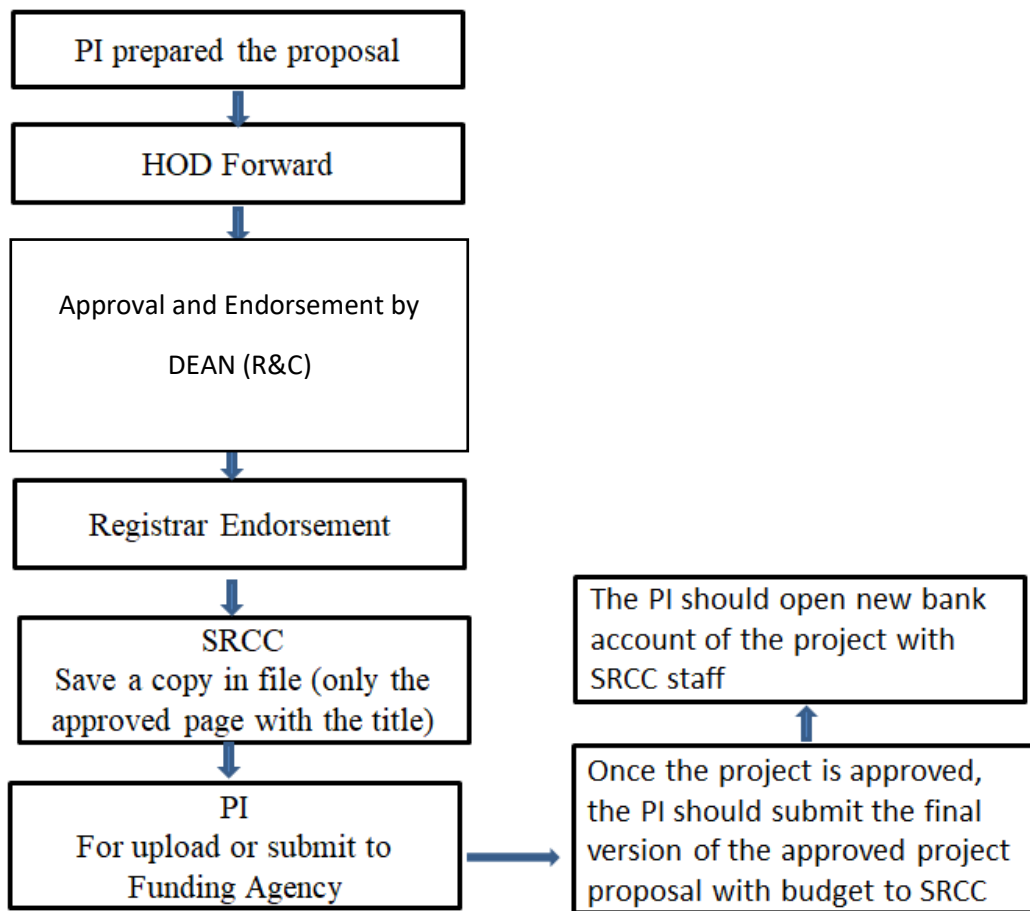 PI prepared the proposal
HOD Forward
Approval and Endorsement by
DEAN (R&C)
Registrar Endorsement
SRCC
Save a copy in file (only the
approved page with the title)
PI
For upload or submit to
Funding Agency
Once the project is approved,
the PI should submit the final
version of the approved project
proposal with budget to SRCC
The PI should open new bank
account of the project with
SRCC staff